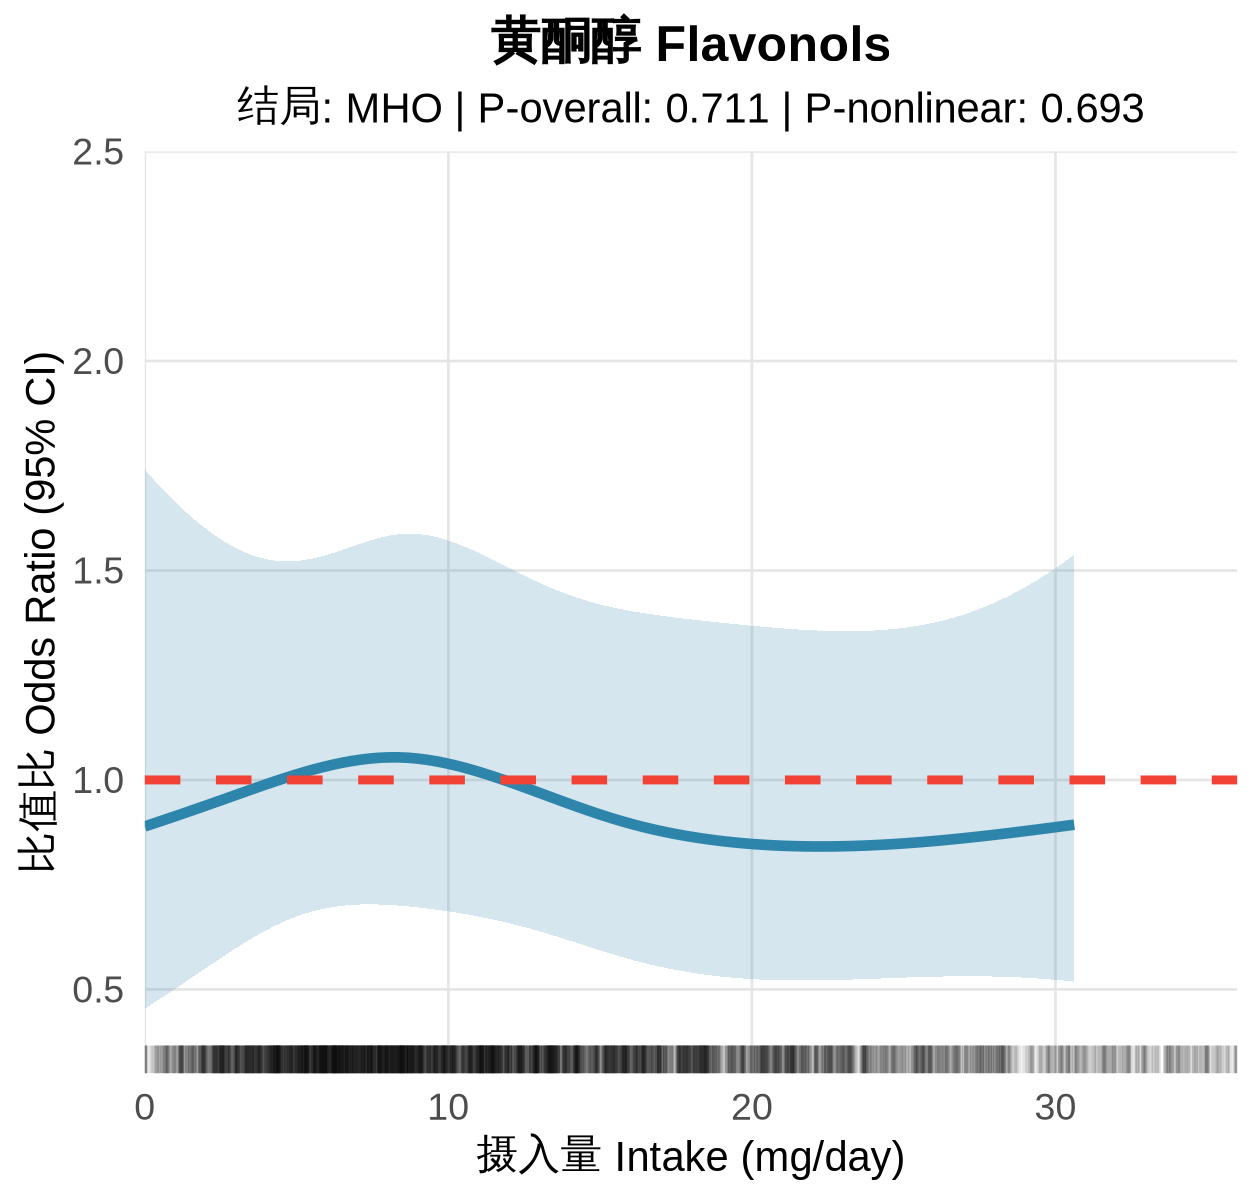 黄酮醇 Flavonols
结局: MHO | P-overall: 0.711 | P-nonlinear: 0.693
比值比 Odds Ratio (95% CI)
2.5
2.0
1.5
1.0
0.5
0 10 20 30
摄入量 Intake (mg/day)